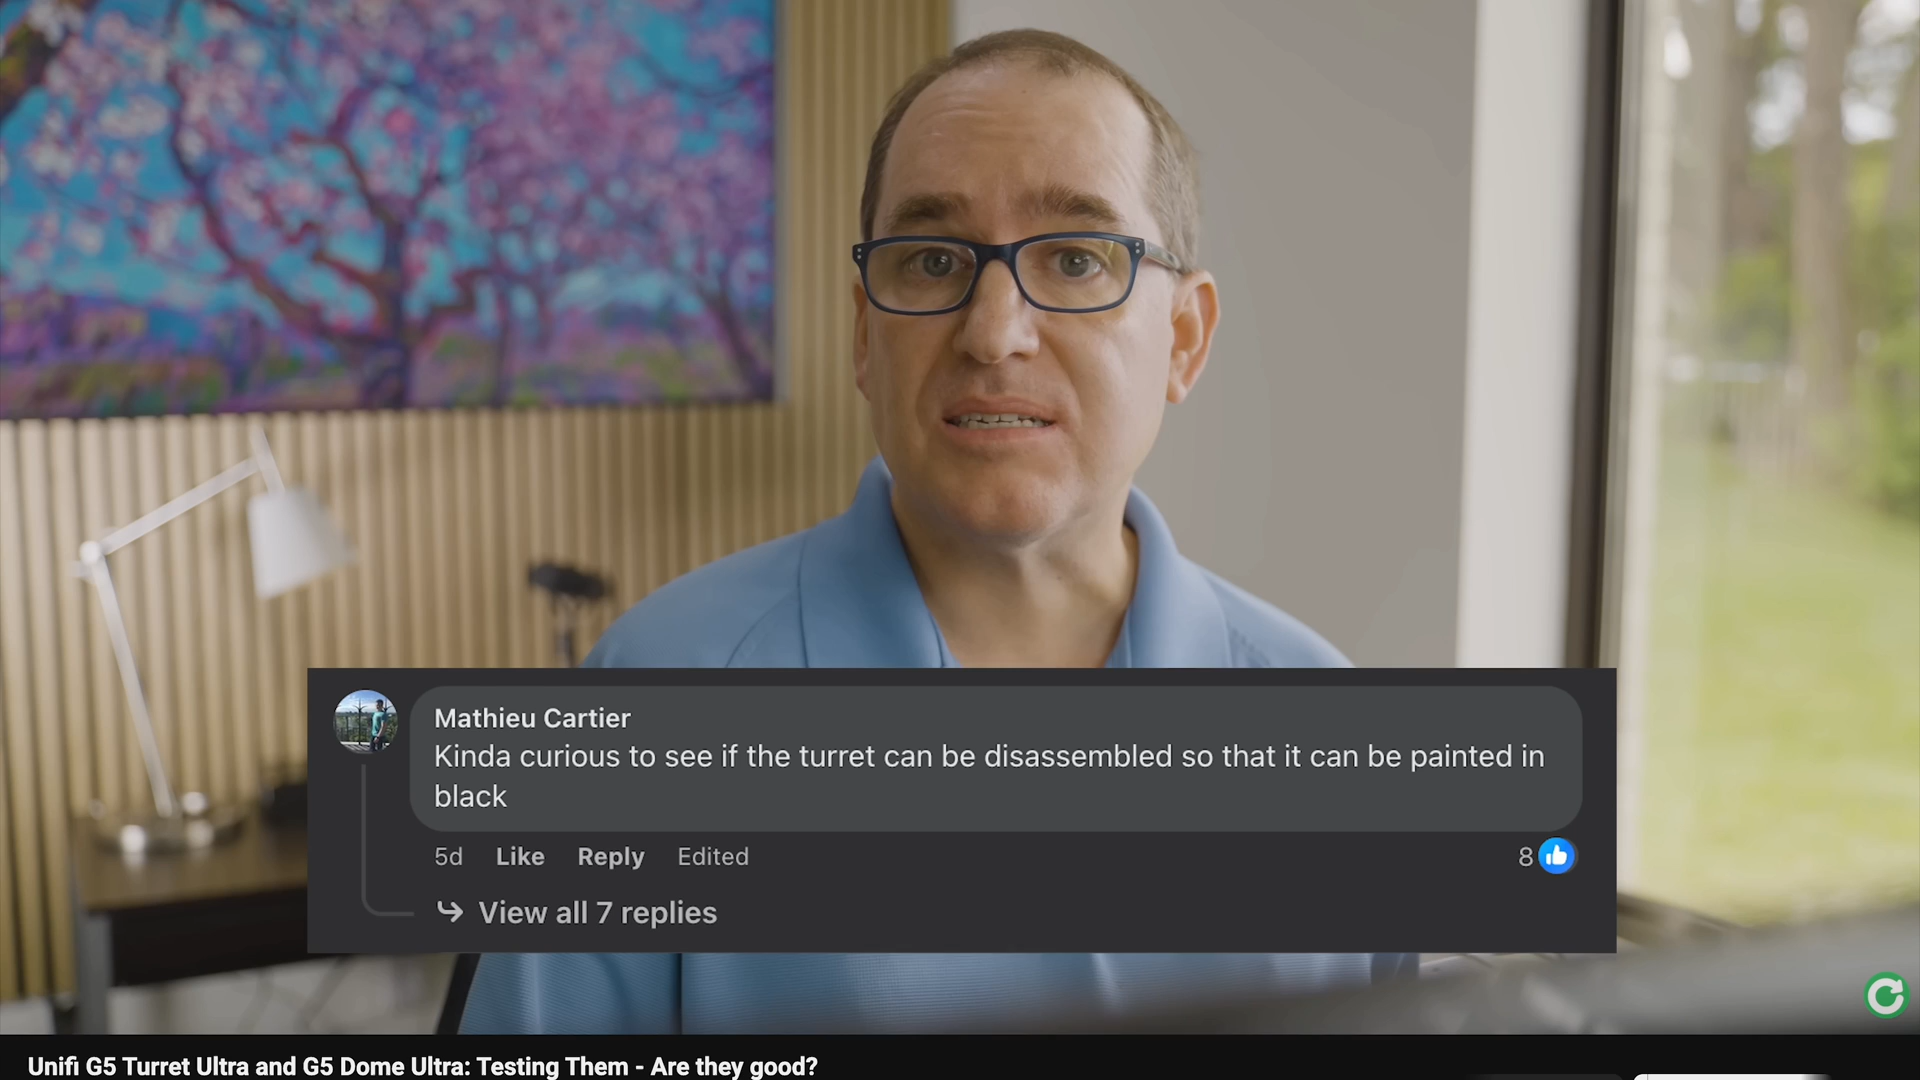 Mathieu Cartier
Kinda curious to see if the turret can be disassembled so that it can be painted in
black
5d Like Reply Edited 8
View all 7 replies
Unifi G5 Turret Ultra and G5 Dome Ultra: Testing Them - Are they good?